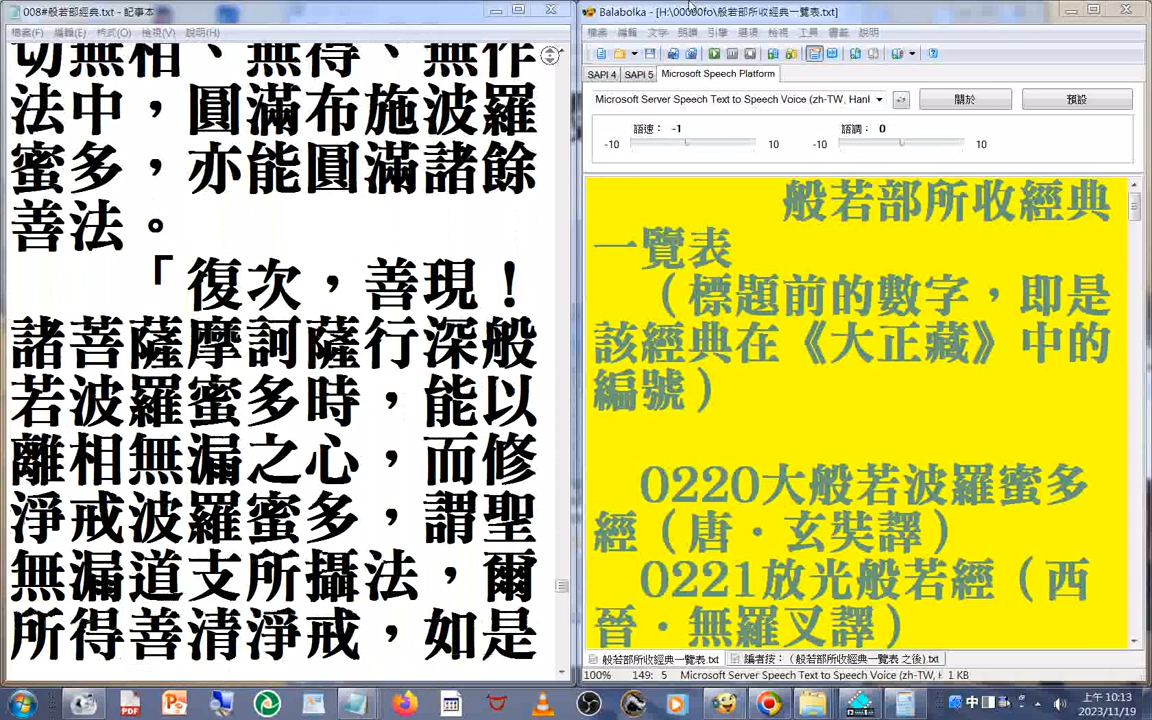 008#般若部經典.txt - 記事本
檔案(F) 編輯(E) 格式(O) 檢視(V) 說明(H)
切無相、無得、無作
法中，圓滿布施波羅
蜜多，亦能圓滿諸餘
善法。
「復次，善現！
諸菩薩摩訶薩行深般
若波羅蜜多時，能以
離相無漏之心，而修
淨戒波羅蜜多，謂聖
無漏道支所攝法，爾
所得善清淨戒，如是
Balabolka - [H:\00000fo\般若部所收經典一覽表.txt]
檔案 編輯 文字 朗讀 引擎 選項 檢視 工具 書籤 說明
SAPI 4 SAPI 5 Microsoft Speech Platform
Microsoft Server Speech Text to Speech Voice (zh-TW, Hanl
關於 預設
語速： -1 語調： 0
-10 10 -10 10
般若部所收經典
一覽表
（標題前的數字，即是
該經典在《大正藏》中的
編號）
0220大般若波羅蜜多
經（唐．玄奘譯）
0221放光般若經（西
晉．無羅叉譯）
般若部所收經典一覽表.txt 編者按：（般若部所收經典一覽表 之後).txt
100% 149: 5 Microsoft Server Speech Text to Speech Voice (zh-TW, 1 KB
PDF
中
上午 10:13
2023/11/19